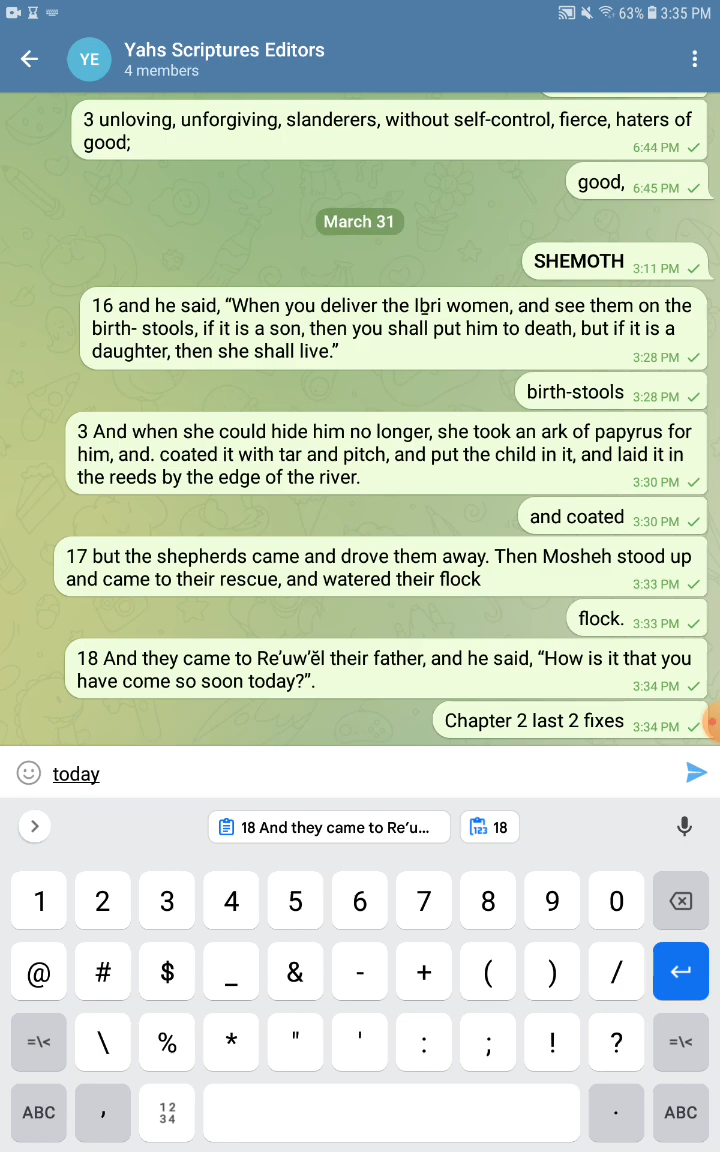 63% 3:35 PM
YE
Yahs Scriptures Editors
4 members
3 unloving, unforgiving, slanderers, without self-control, fierce, haters of
good;
6:44 PM
good, 6:45 PM
March 31
SHEMOTH 3:11 PM
16 and he said, “When you deliver the Iḇri women, and see them on the
birth- stools, if it is a son, then you shall put him to death, but if it is a
daughter, then she shall live.”
3:28 PM
birth-stools 3:28 PM
3 And when she could hide him no longer, she took an ark of papyrus for
him, and. coated it with tar and pitch, and put the child in it, and laid it in
the reeds by the edge of the river.
3:30 PM
and coated 3:30 PM
17 but the shepherds came and drove them away. Then Mosheh stood up
and came to their rescue, and watered their flock
3:33 PM
flock. 3:33 PM
18 And they came to Re’uw’ĕl their father, and he said, “How is it that you
have come so soon today?”.
3:34 PM
Chapter 2 last 2 fixes 3:34 PM
today
18 And they came to Re’u... 123 18
1 2 3 4 5 6 7 8 9 0
@ # $ _ & - + ( ) /
=\< \ % * " ' : ; ! ? =\<
ABC , 12 34 . ABC